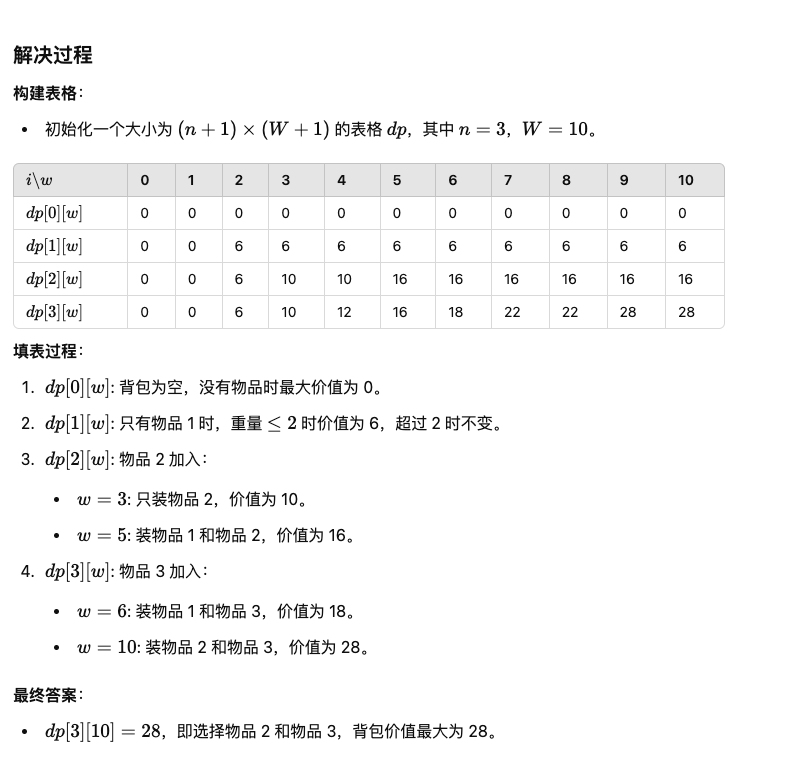 解决过程
构建表格：
• 初始化一个大小为 (n + 1) × (W + 1) 的表格 dp，其中 n = 3，W = 10。
i\w 0 1 2 3 4 5 6 7 8 9 10
dp[0][w] 0 0 0 0 0 0 0 0 0 0 0
dp[1][w] 0 0 6 6 6 6 6 6 6 6 6
dp[2][w] 0 0 6 10 10 16 16 16 16 16 16
dp[3][w] 0 0 6 10 12 16 18 22 22 28 28
填表过程：
1. dp[0][w]: 背包为空，没有物品时最大价值为 0。
2. dp[1][w]: 只有物品 1 时，重量 ≤ 2 时价值为 6，超过 2 时不变。
3. dp[2][w]: 物品 2 加入：
• w = 3: 只装物品 2，价值为 10。
• w = 5: 装物品 1 和物品 2，价值为 16。
4. dp[3][w]: 物品 3 加入：
• w = 6: 装物品 1 和物品 3，价值为 18。
• w = 10: 装物品 2 和物品 3，价值为 28。
最终答案：
• dp[3][10] = 28，即选择物品 2 和物品 3，背包价值最大为 28。